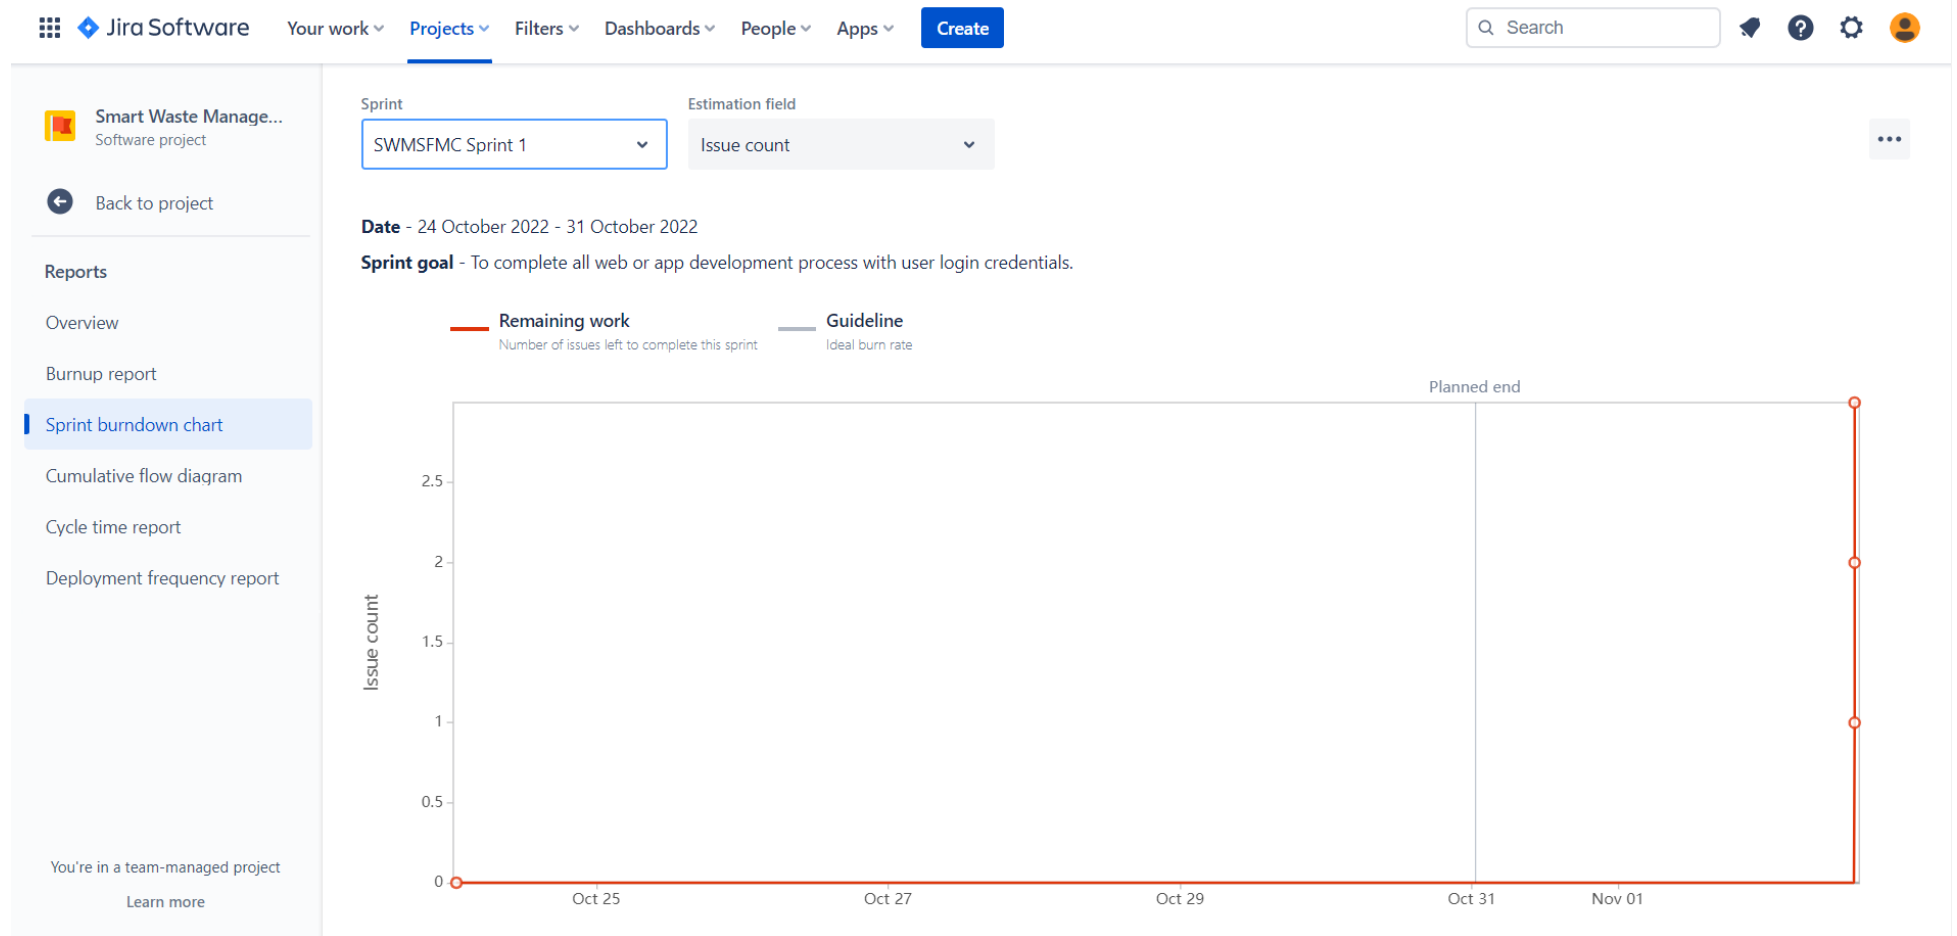 Jira Software Your work Projects Filters Dashboards People Apps Create Search
Smart Waste Manage...
Software project
Back to project
Reports
Overview
Burnup report
Sprint burndown chart
Cumulative flow diagram
Cycle time report
Deployment frequency report
You're in a team-managed project
Learn more
Sprint Estimation field
SWMSFMC Sprint 1 Issue count
Date - 24 October 2022 - 31 October 2022
Sprint goal - To complete all web or app development process with user login credentials.
Remaining work Guideline
Number of issues left to complete this sprint Ideal burn rate
Planned end
2.5
2
1.5
1
0.5
0
Issue count
Oct 25 Oct 27 Oct 29 Oct 31 Nov 01